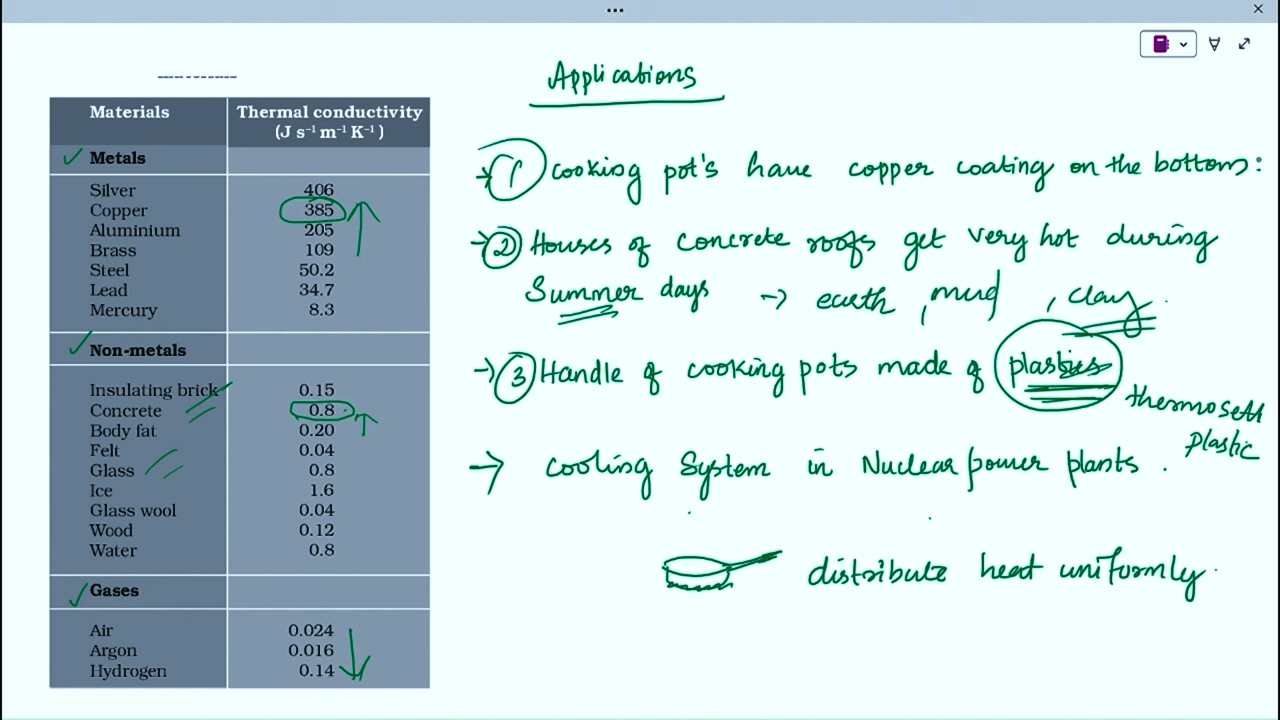 Materials Thermal conductivity
(J s⁻¹ m⁻¹ K⁻¹)
Metals
Silver 406
Copper 385
Aluminium 205
Brass 109
Steel 50.2
Lead 34.7
Mercury 8.3
Non-metals
Insulating brick 0.15
Concrete 0.8
Body fat 0.20
Felt 0.04
Glass 0.8
Ice 1.6
Glass wool 0.04
Wood 0.12
Water 0.8
Gases
Air 0.024
Argon 0.016
Hydrogen 0.14
Applications
→ 1 cooking pot's have copper coating on the bottom:
→ 2 Houses of concrete roofs get very hot during
Summer days → earth, mud, clay.
→ 3 Handle of cooking pots made of plastics
thermosett
plastic
→ cooling System in Nuclear power plants.
distribute heat uniformly.